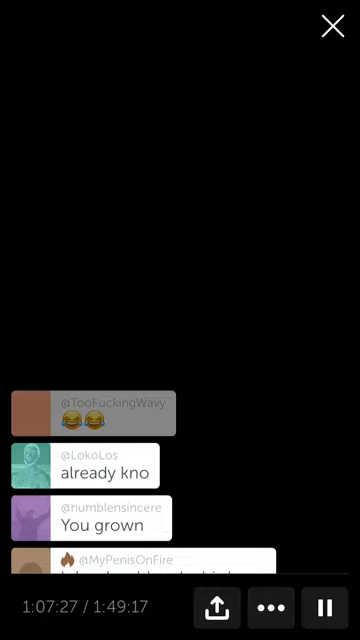 @TooFuckingWavy
😂😂
@LokoLos
already kno
@humblensincere
You grown
🔥 @MyPenisOnFire
1:07:27 / 1:49:17